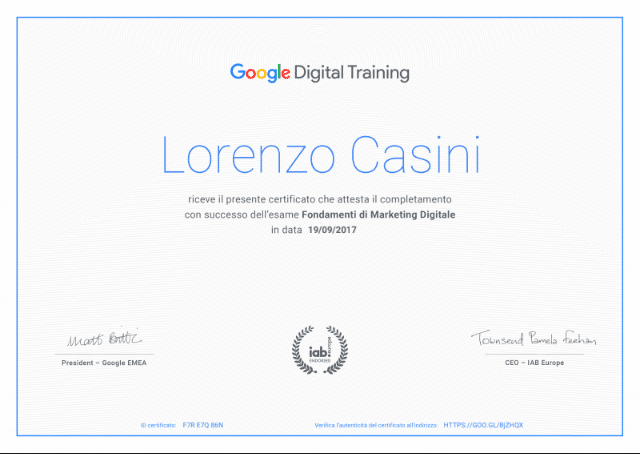 Google Digital Training
Lorenzo Casini
riceve il presente certificato che attesta il completamento
con successo dell'esame Fondamenti di Marketing Digitale
in data 19/09/2017
Matt Brittin
Townsend Pamela Feehan
President – Google EMEA
iab europe
ENDORSED
CEO – IAB Europe
ID certificato: F7R E7Q 86N
Verifica l'autenticità del certificato all'indirizzo: HTTPS://GOO.GL/BjZHQX